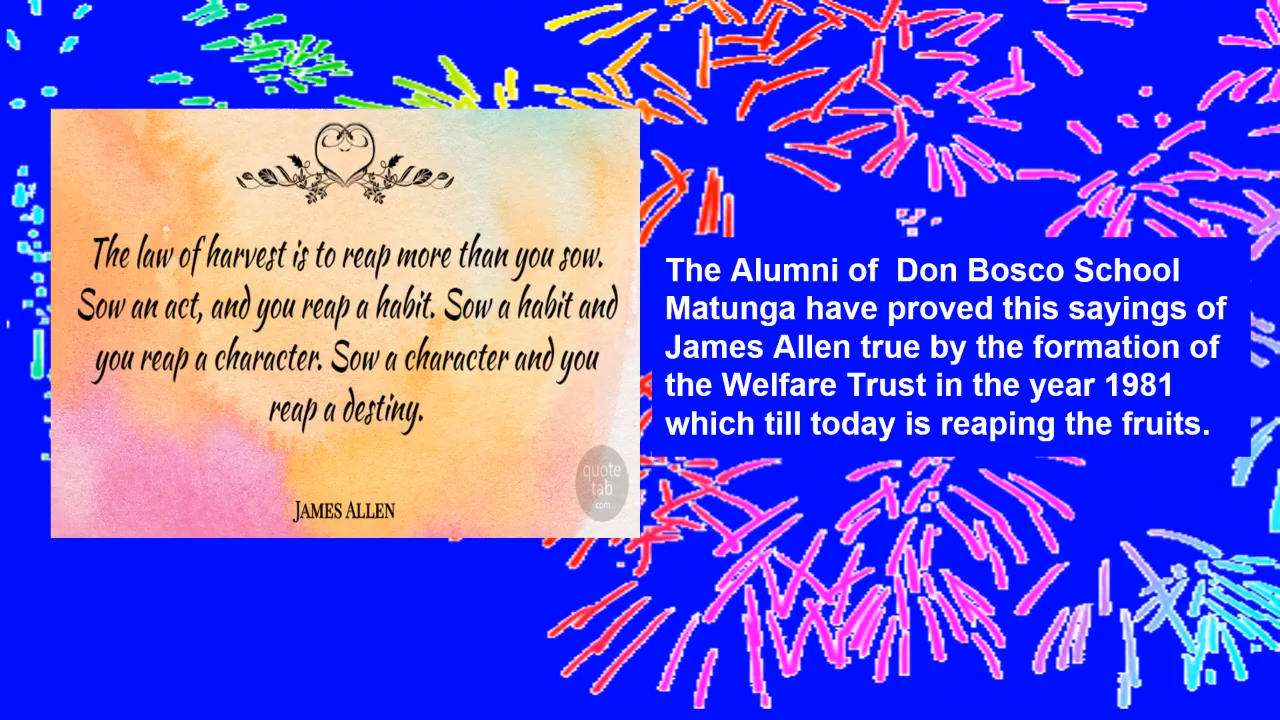 The law of harvest is to reap more than you sow.
Sow an act, and you reap a habit. Sow a habit and
you reap a character. Sow a character and you
reap a destiny.
JAMES ALLEN
quote
tab
.com
The Alumni of  Don Bosco School
Matunga have proved this sayings of
James Allen true by the formation of
the Welfare Trust in the year 1981
which till today is reaping the fruits.